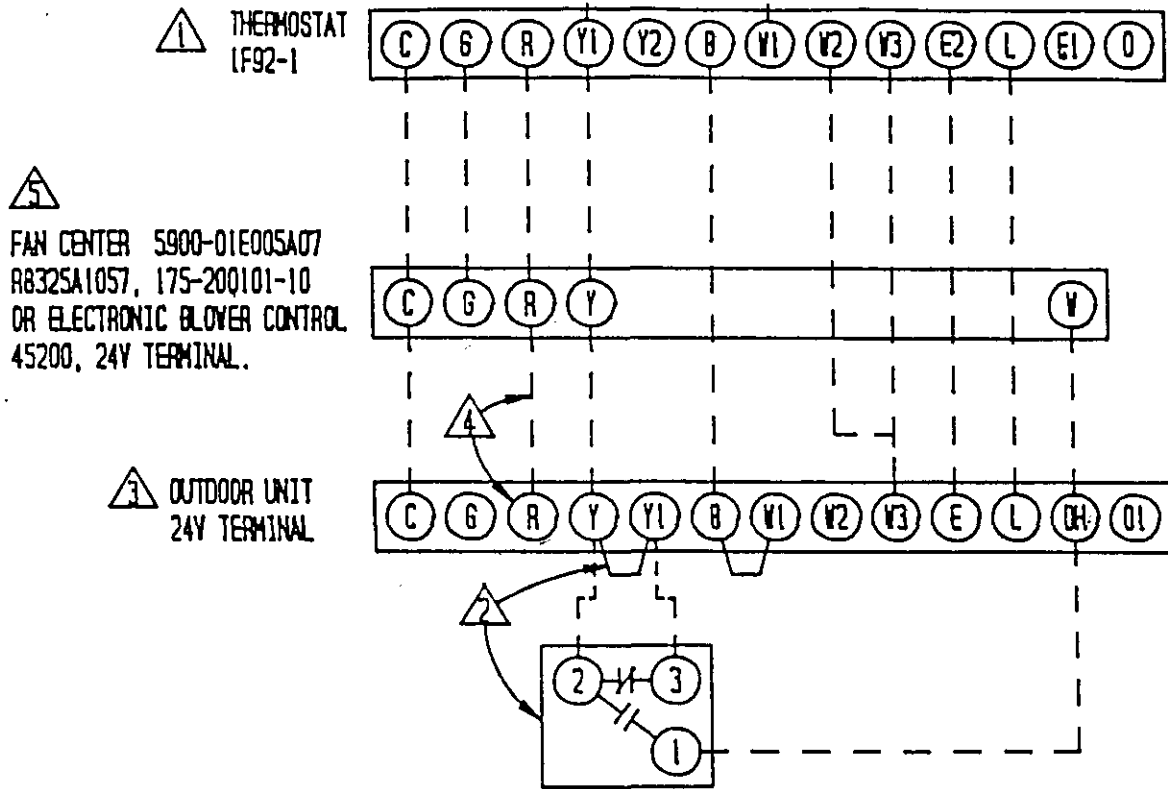 1 THERMOSTAT
1F92-1
C G R Y1 Y2 B W1 W2 W3 E2 L E1 O
5
FAN CENTER 5900-01E005A07
R8325A1057, 175-200101-10
OR ELECTRONIC BLOWER CONTROL
45200, 24V TERMINAL.
C G R Y W
4
3 OUTDOOR UNIT
24V TERMINAL
C G R Y Y1 B W1 W2 W3 E L OH O1
2
2 3
1